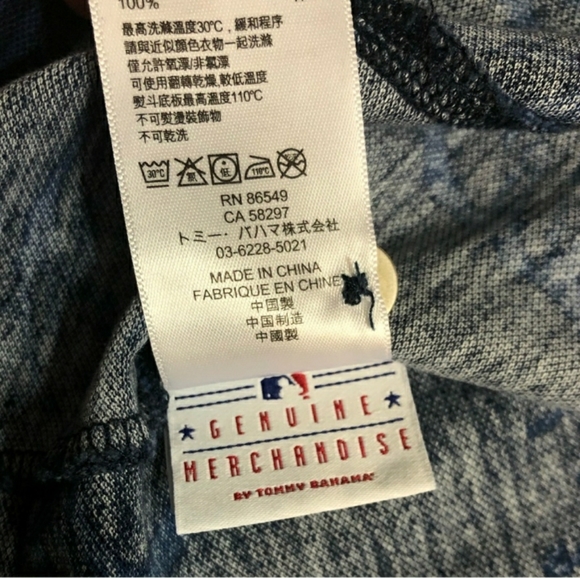 100%
最高洗滌溫度30℃，緩和程序
請與近似顏色衣物一起洗滌
僅允許氧漂/非氯漂
可使用翻轉乾燥,較低溫度
熨斗底板最高溫度110℃
不可熨燙裝飾物
不可乾洗
30℃ 氯 低 110℃
RN 86549
CA 58297
トミー・バハマ株式会社
03-6228-5021
MADE IN CHINA
FABRIQUE EN CHINE
中国製
中国制造
中國製
GENUINE
MERCHANDISE
BY TOMMY BAHAMA